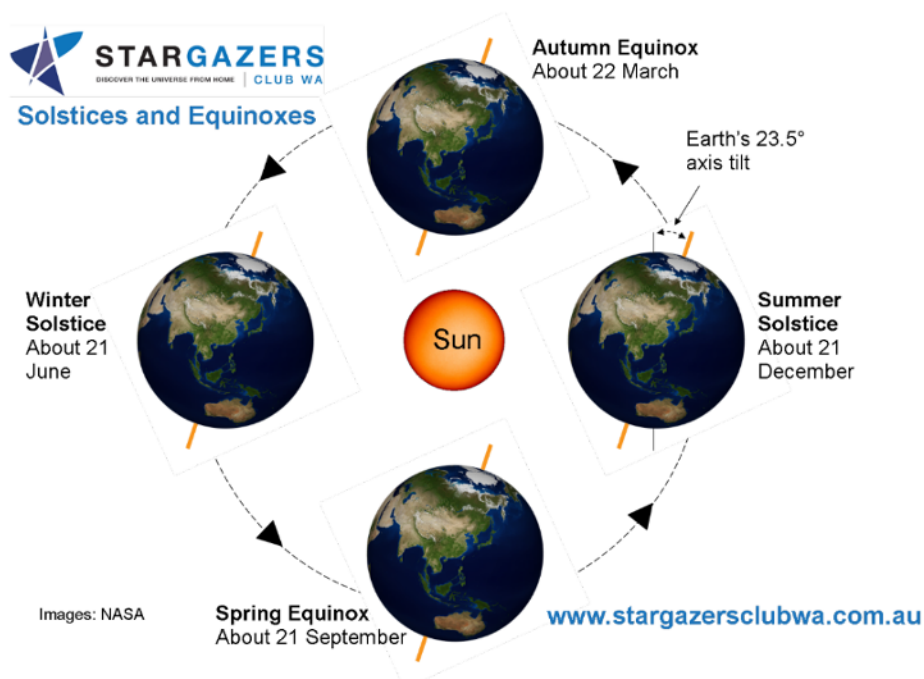 STARGAZERS
DISCOVER THE UNIVERSE FROM HOME | CLUB WA
Solstices and Equinoxes
Autumn Equinox
About 22 March
Earth's 23.5°
axis tilt
Winter
Solstice
About 21
June
Sun
Summer
Solstice
About 21
December
Images: NASA
Spring Equinox
About 21 September
www.stargazersclubwa.com.au